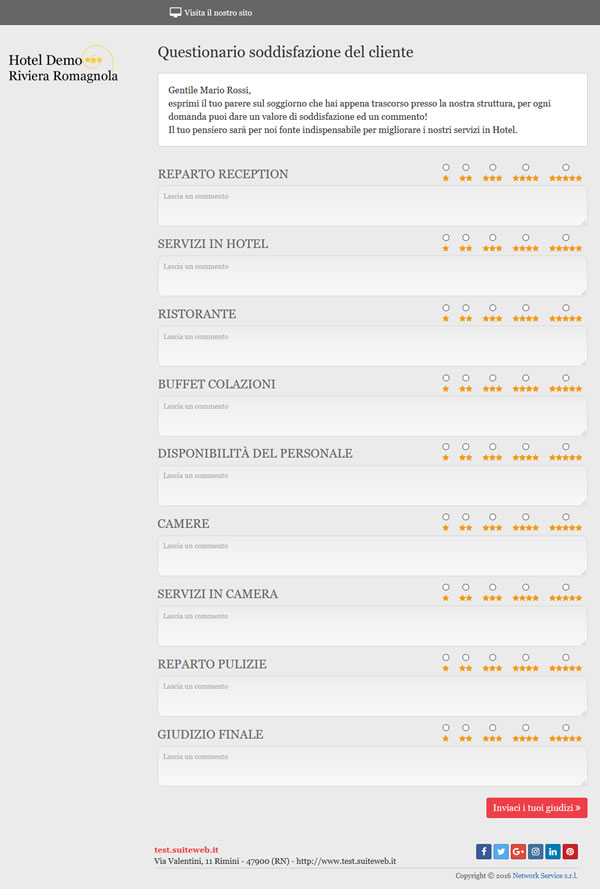 Visita il nostro sito
Hotel Demo
Riviera Romagnola
Questionario soddisfazione del cliente
Gentile Mario Rossi,
esprimi il tuo parere sul soggiorno che hai appena trascorso presso la nostra struttura, per ogni
domanda puoi dare un valore di soddisfazione ed un commento!
Il tuo pensiero sarà per noi fonte indispensabile per migliorare i nostri servizi in Hotel.
REPARTO RECEPTION
Lascia un commento
SERVIZI IN HOTEL
Lascia un commento
RISTORANTE
Lascia un commento
BUFFET COLAZIONI
Lascia un commento
DISPONIBILITÀ DEL PERSONALE
Lascia un commento
CAMERE
Lascia un commento
SERVIZI IN CAMERA
Lascia un commento
REPARTO PULIZIE
Lascia un commento
GIUDIZIO FINALE
Lascia un commento
Inviaci i tuoi giudizi »
test.suiteweb.it
Via Valentini, 11 Rimini - 47900 (RN) - http://www.test.suiteweb.it
Copyright © 2016 Network Service s.r.l.